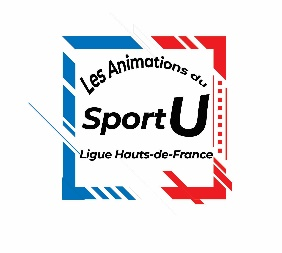 Les Animations du
Sport U
Ligue Hauts-de-France